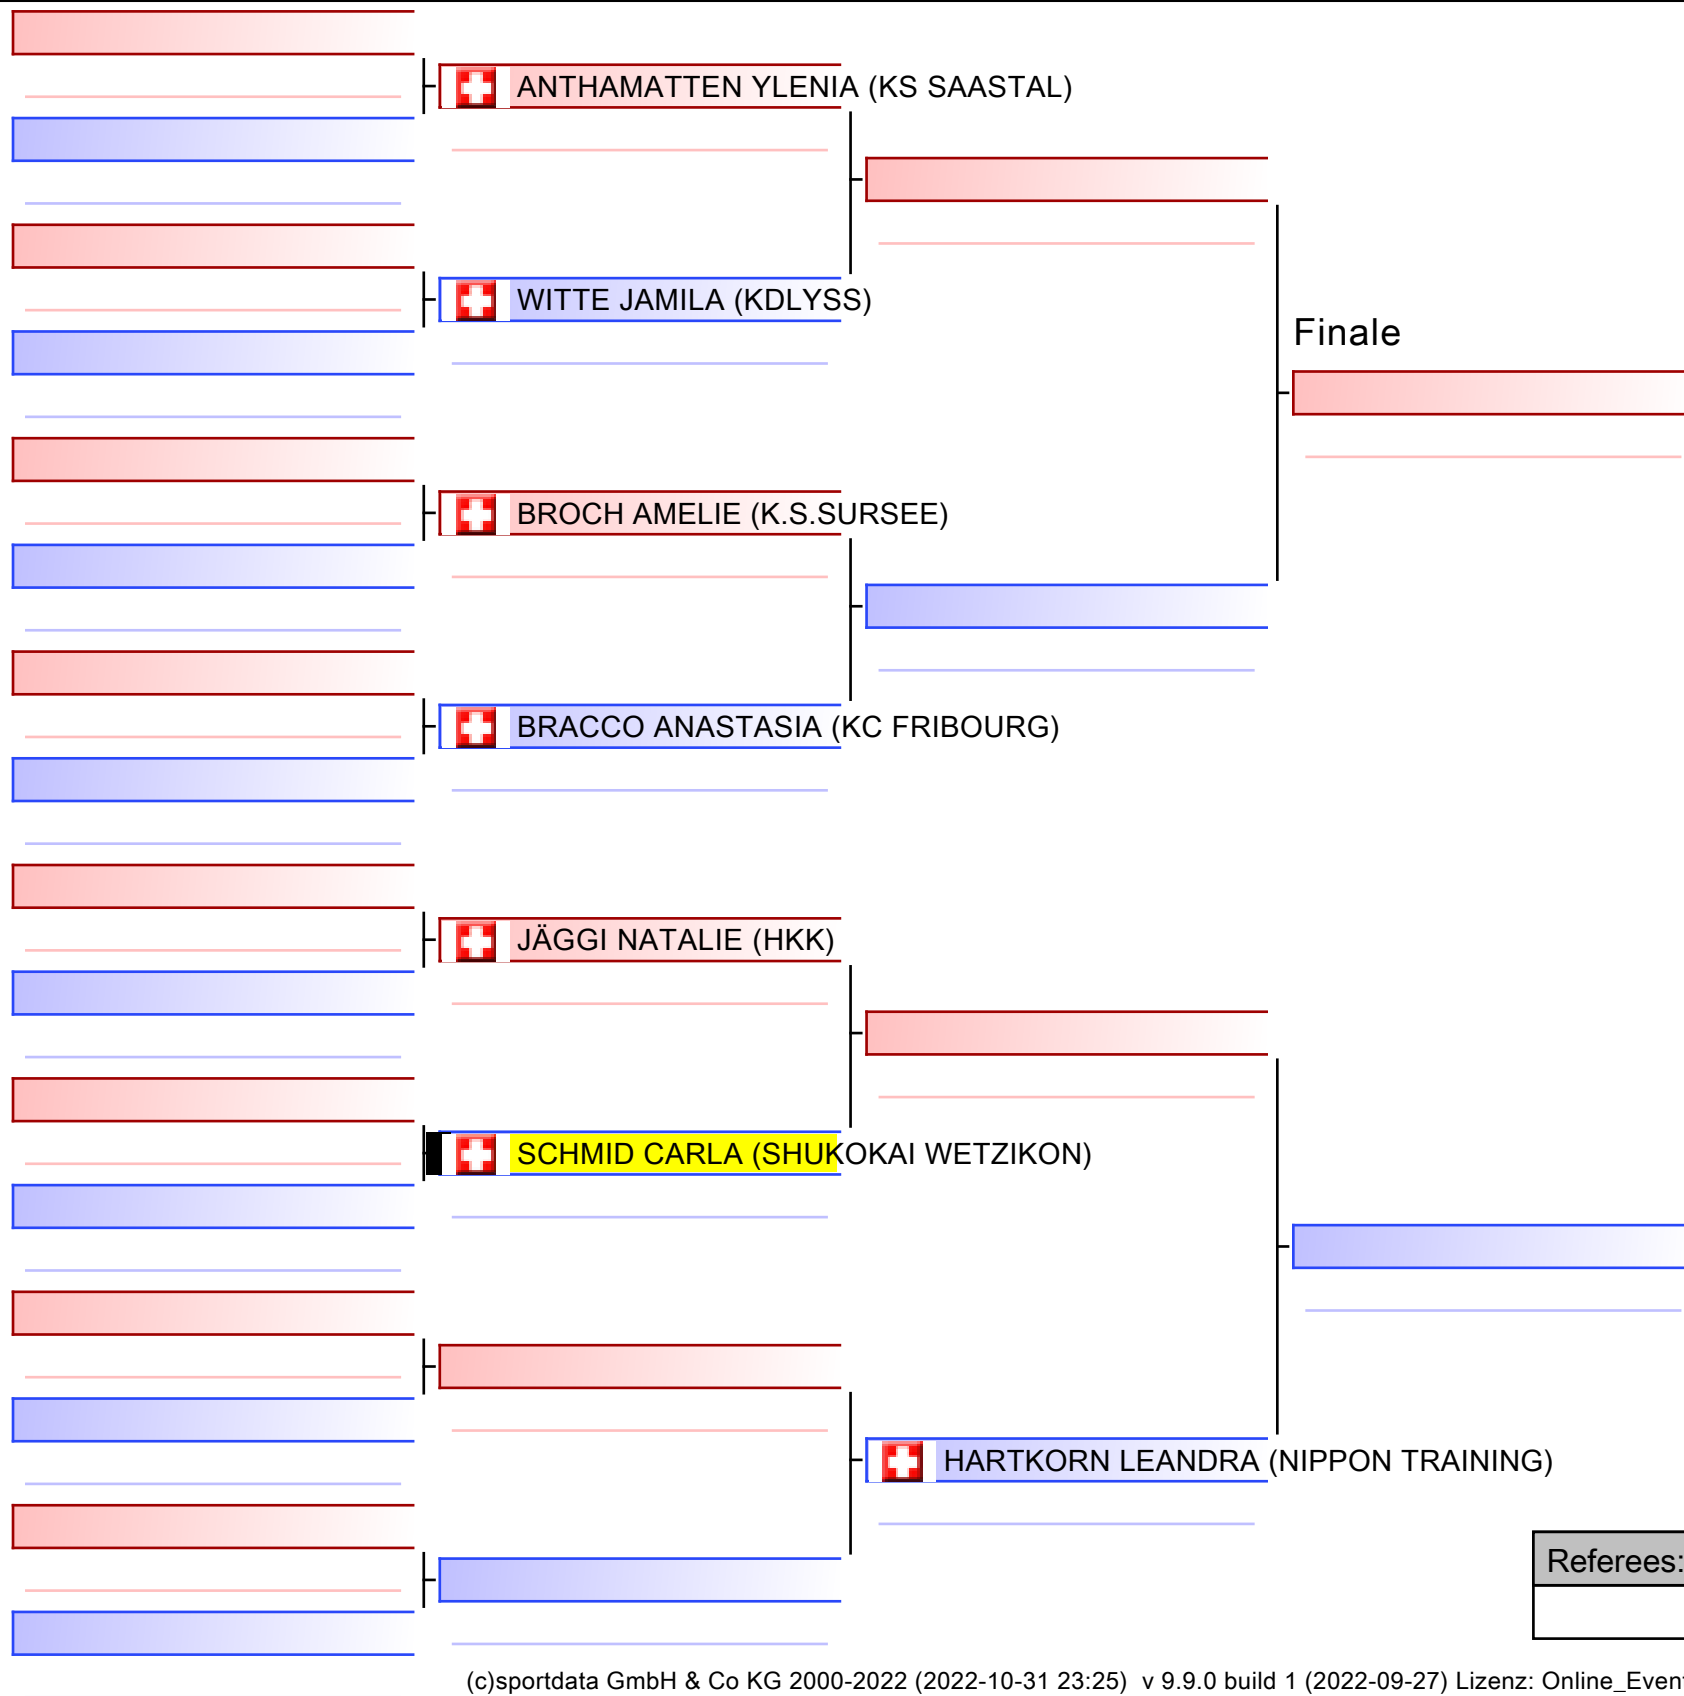 ANTHAMATTEN YLENIA (KS SAASTAL)
WITTE JAMILA (KDLYSS)
Finale
BROCH AMELIE (K.S.SURSEE)
BRACCO ANASTASIA (KC FRIBOURG)
JÄGGI NATALIE (HKK)
SCHMID CARLA (SHUKOKAI WETZIKON)
HARTKORN LEANDRA (NIPPON TRAINING)
Referees:
(c)sportdata GmbH & Co KG 2000-2022 (2022-10-31 23:25) v 9.9.0 build 1 (2022-09-27) Lizenz: Online_Event